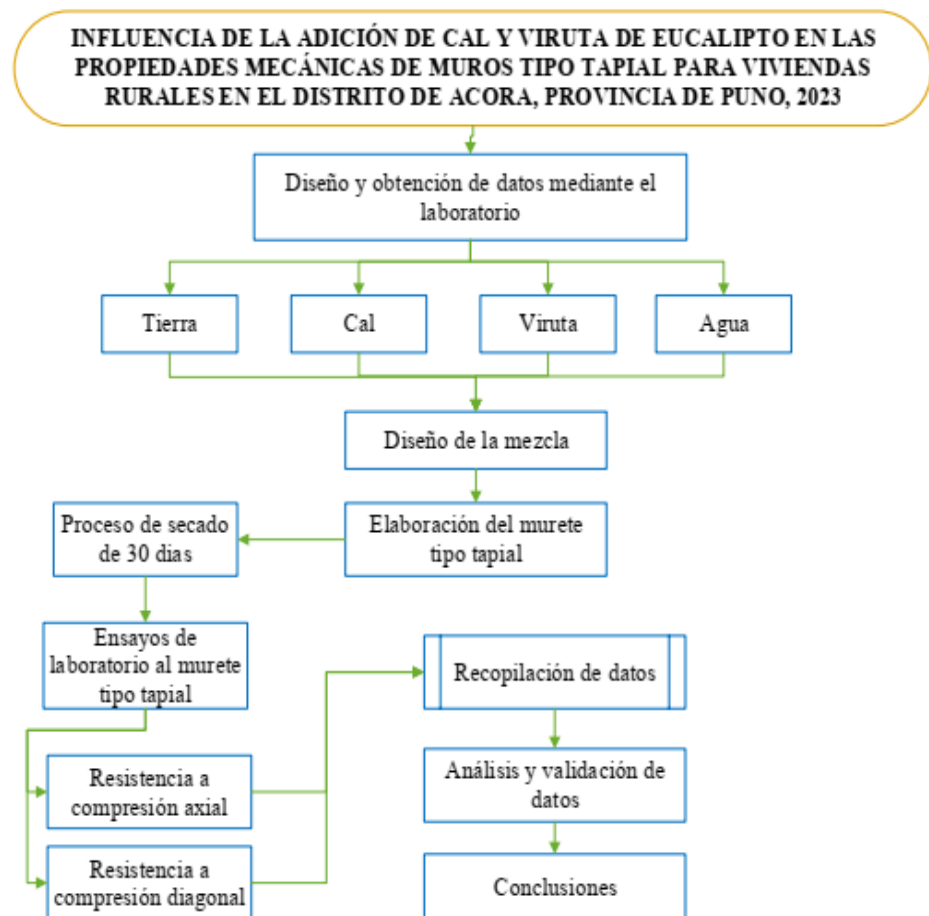 INFLUENCIA DE LA ADICIÓN DE CAL Y VIRUTA DE EUCALIPTO EN LAS
PROPIEDADES MECÁNICAS DE MUROS TIPO TAPIAL PARA VIVIENDAS
RURALES EN EL DISTRITO DE ACORA, PROVINCIA DE PUNO, 2023
Diseño y obtención de datos mediante el
laboratorio
Tierra
Cal
Viruta
Agua
Diseño de la mezcla
Elaboración del murete
tipo tapial
Proceso de secado
de 30 dias
Ensayos de
laboratorio al murete
tipo tapial
Resistencia a
compresión axial
Resistencia a
compresión diagonal
Recopilación de datos
Análisis y validación de
datos
Conclusiones